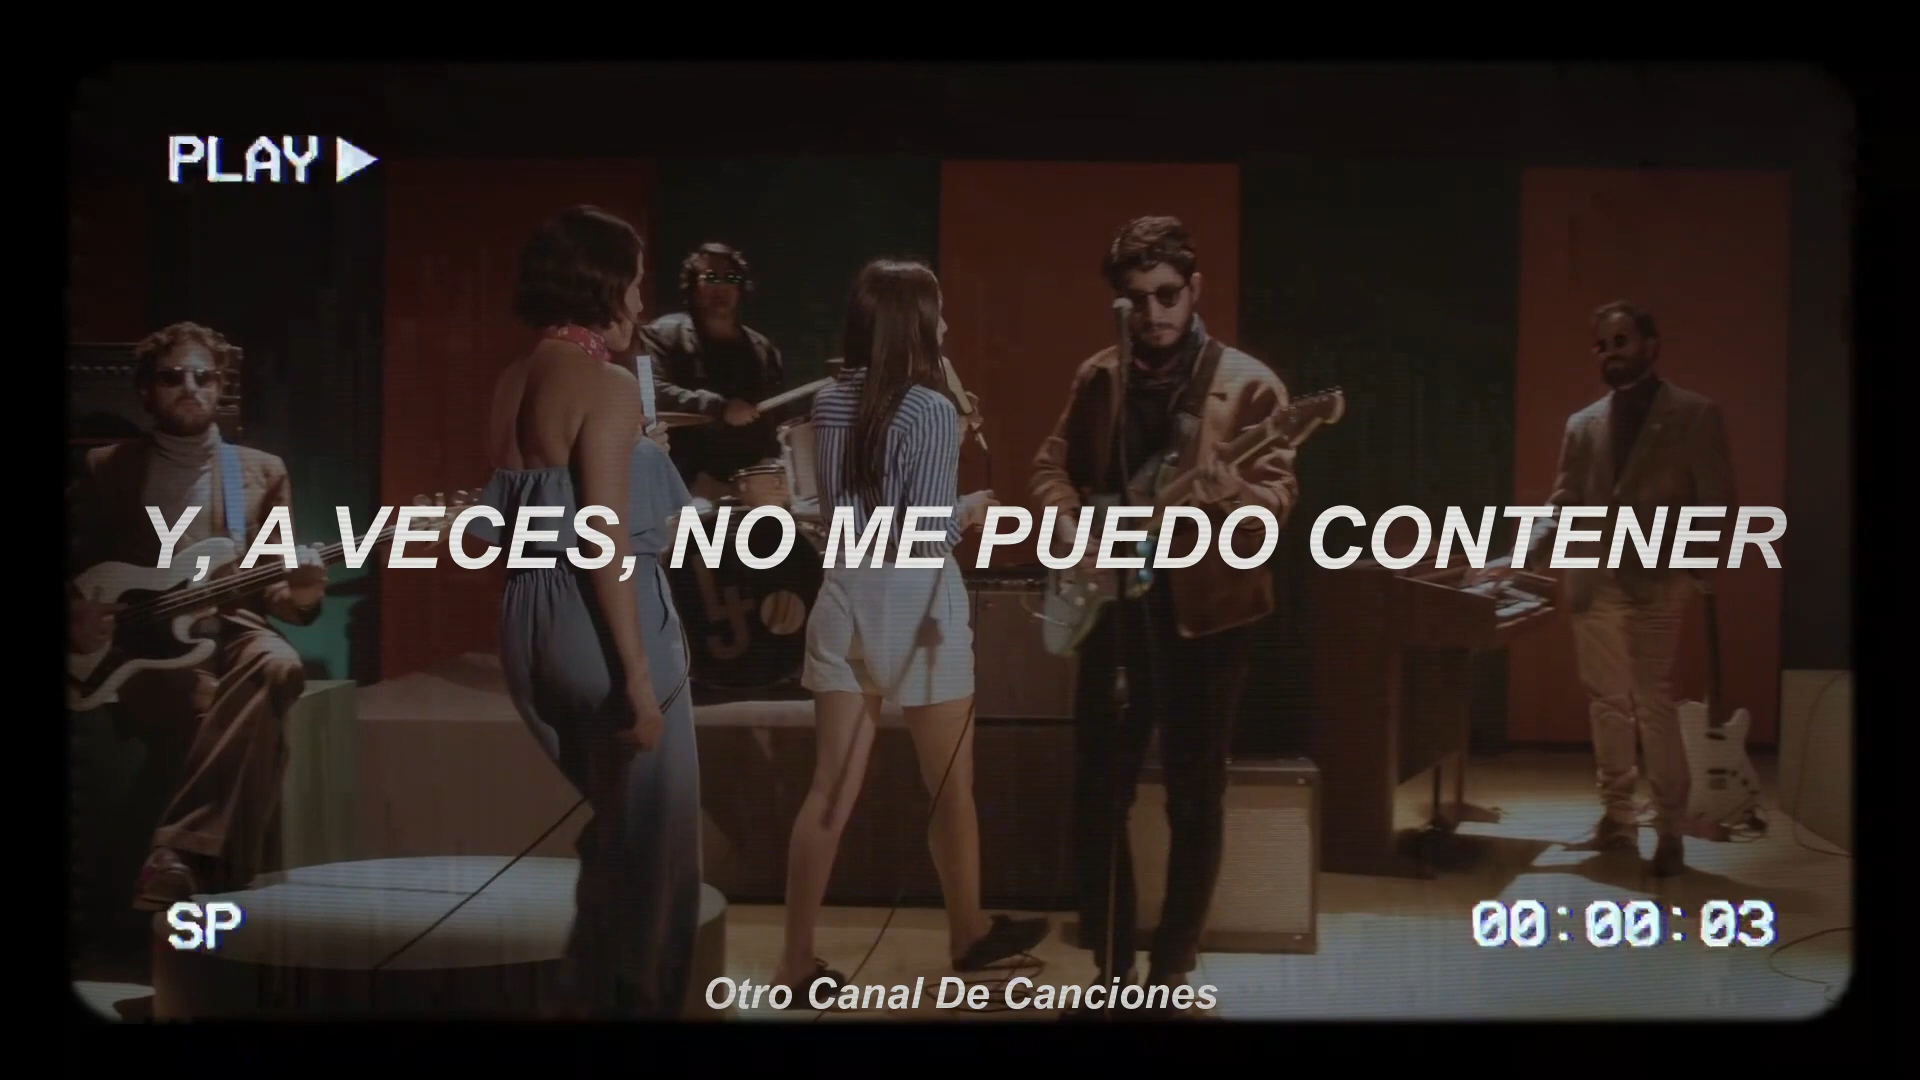 PLAY
Y, A VECES, NO ME PUEDO CONTENER
SP
00:00:03
Otro Canal De Canciones